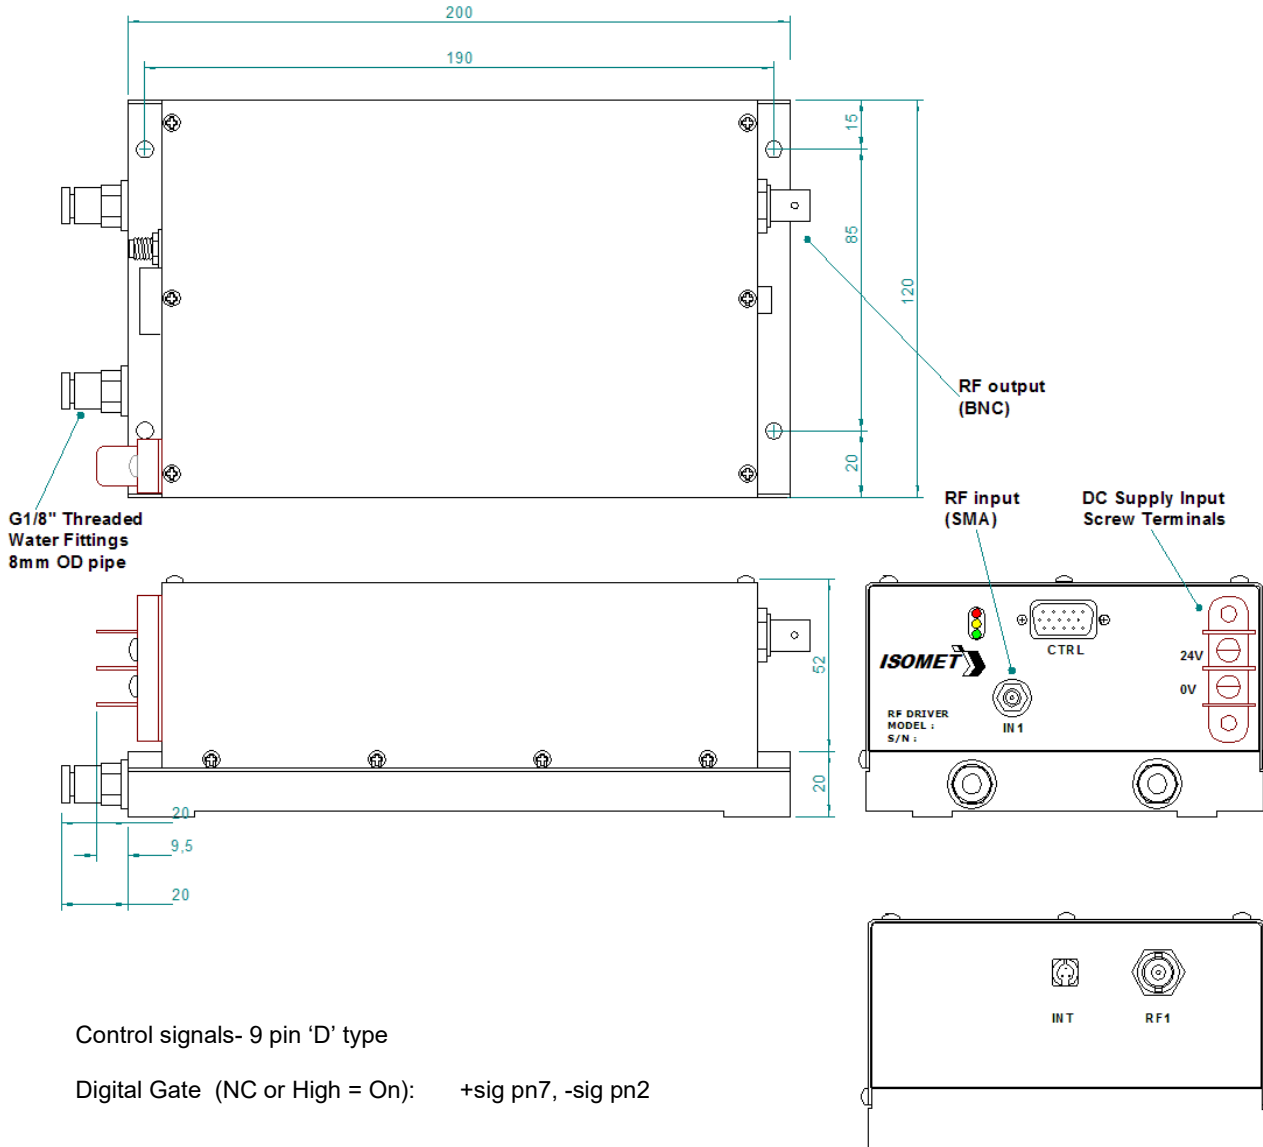 200
190
15
85
120
20
RF output
(BNC)
G1/8" Threaded
Water Fittings
8mm OD pipe
RF input
(SMA)
DC Supply Input
Screw Terminals
52
20
20
9,5
20
CTRL
ISOMET
24V
0V
RF DRIVER
MODEL :
S/N :
IN1
INT
RF1
Control signals- 9 pin ‘D’ type
Digital Gate (NC or High = On): +sig pn7, -sig pn2